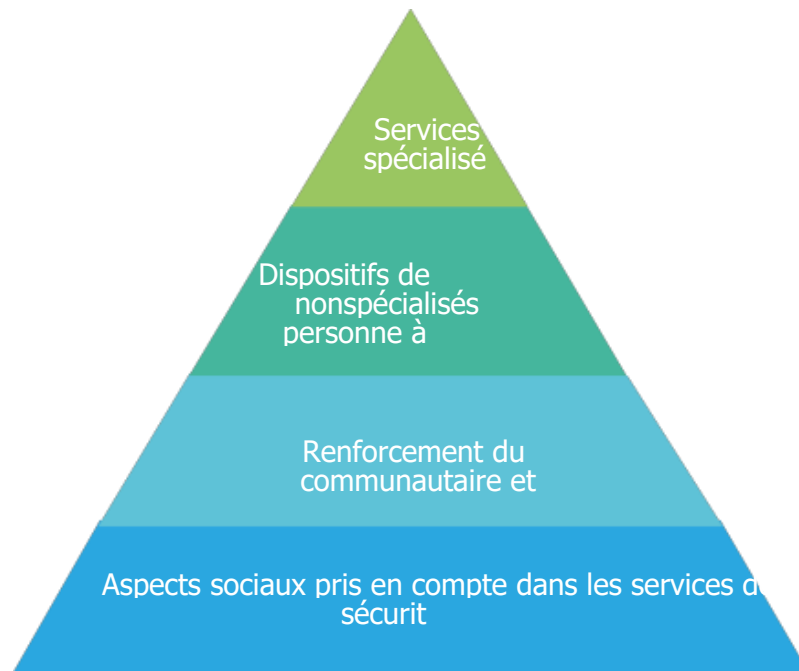 Services
spécialisé
Dispositifs de
nonspécialisés
personne à
Renforcement du
communautaire et
Aspects sociaux pris en compte dans les services de
sécurit